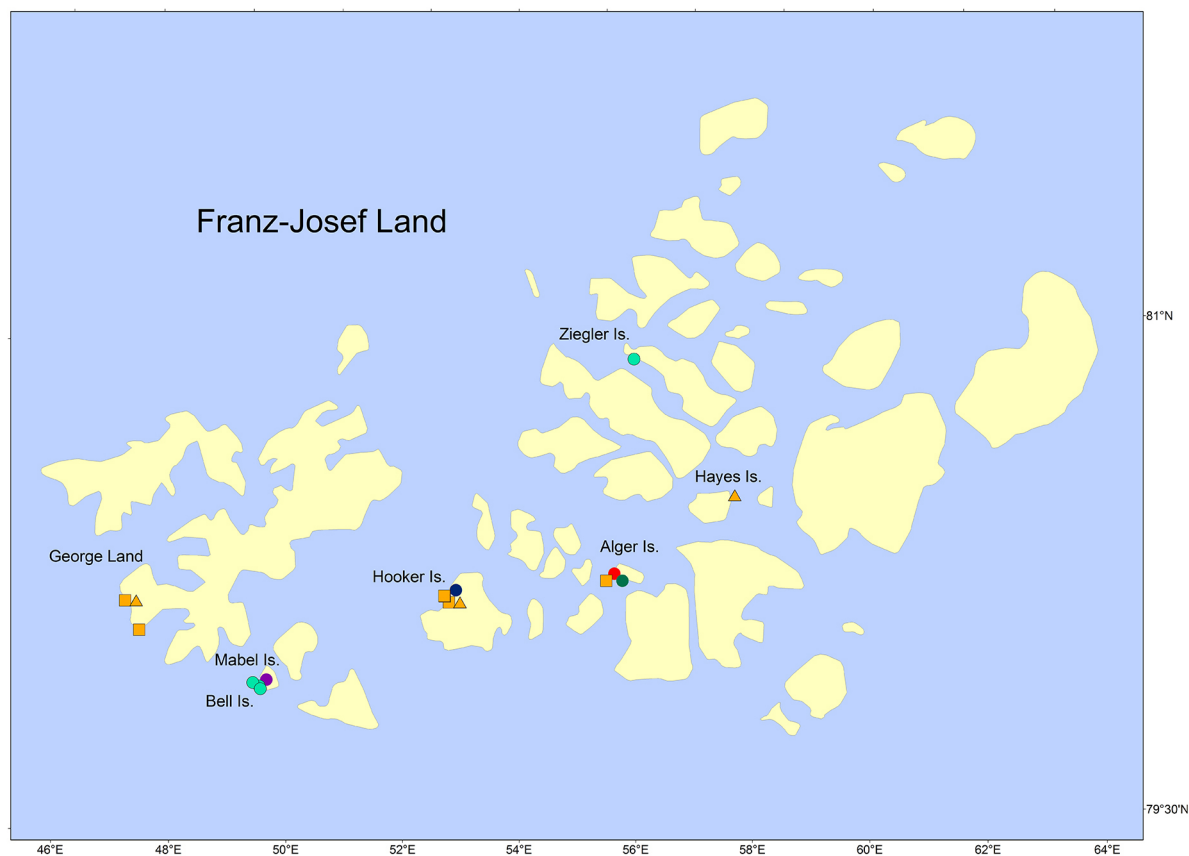 Franz-Josef Land
81°N
Ziegler Is.
Hayes Is.
Alger Is.
George Land
Hooker Is.
Mabel Is.
Bell Is.
79°30'N
46°E 48°E 50°E 52°E 54°E 56°E 58°E 60°E 62°E 64°E